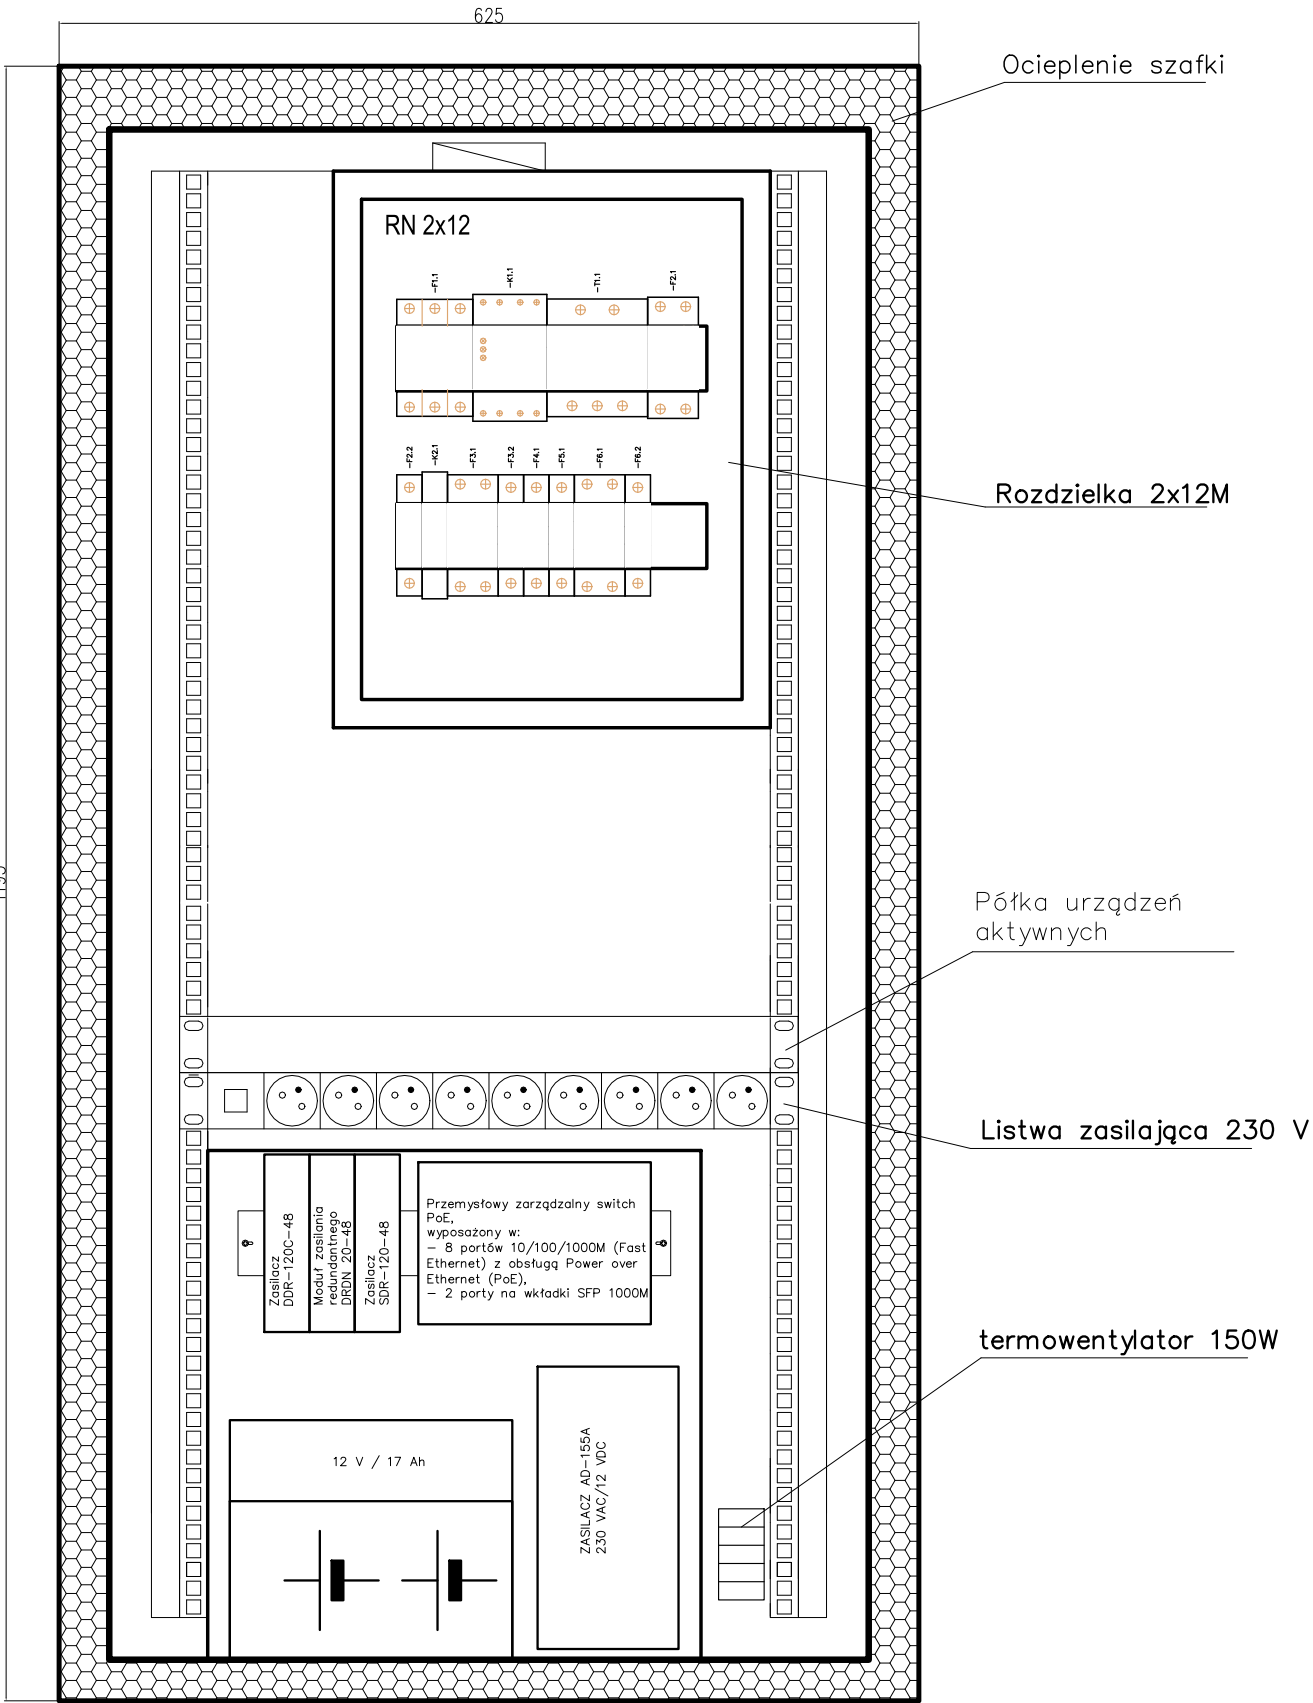 625
Ocieplenie szafki
RN 2x12
-F1.1
-K1.1
-T1.1
-F2.1
-F2.2
-K2.1
-F3.1
-F3.2
-F4.1
-F5.1
-F6.1
-F6.2
Rozdzielka 2x12M
Półka urządzeń
aktywnych
Listwa zasilająca 230 V
Zasilacz
DDR-120C-48
Moduł zasilania
redundantnego
DRDN 20-48
Zasilacz
SDR-120-48
Przemysłowy zarządzalny switch
PoE,
wyposażony w:
- 8 portów 10/100/1000M (Fast
Ethernet) z obsługą Power over
Ethernet (PoE),
- 2 porty na wkładki SFP 1000M
termowentylator 150W
12 V / 17 Ah
ZASILACZ AD-155A
230 VAC/12 VDC